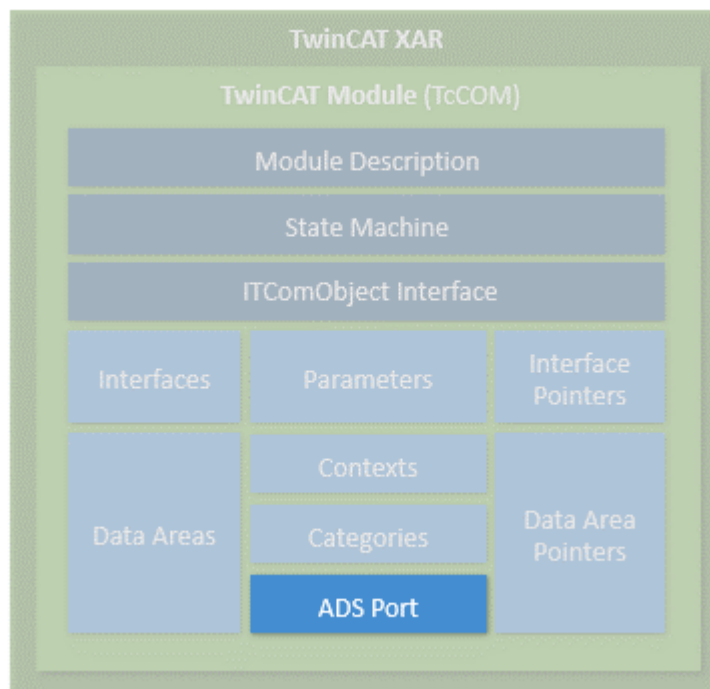 TwinCAT XAR
TwinCAT Module (TcCOM)
Module Description
State Machine
ITComObject Interface
Interfaces
Parameters
Interface
Pointers
Data Areas
Contexts
Categories
ADS Port
Data Area
Pointers